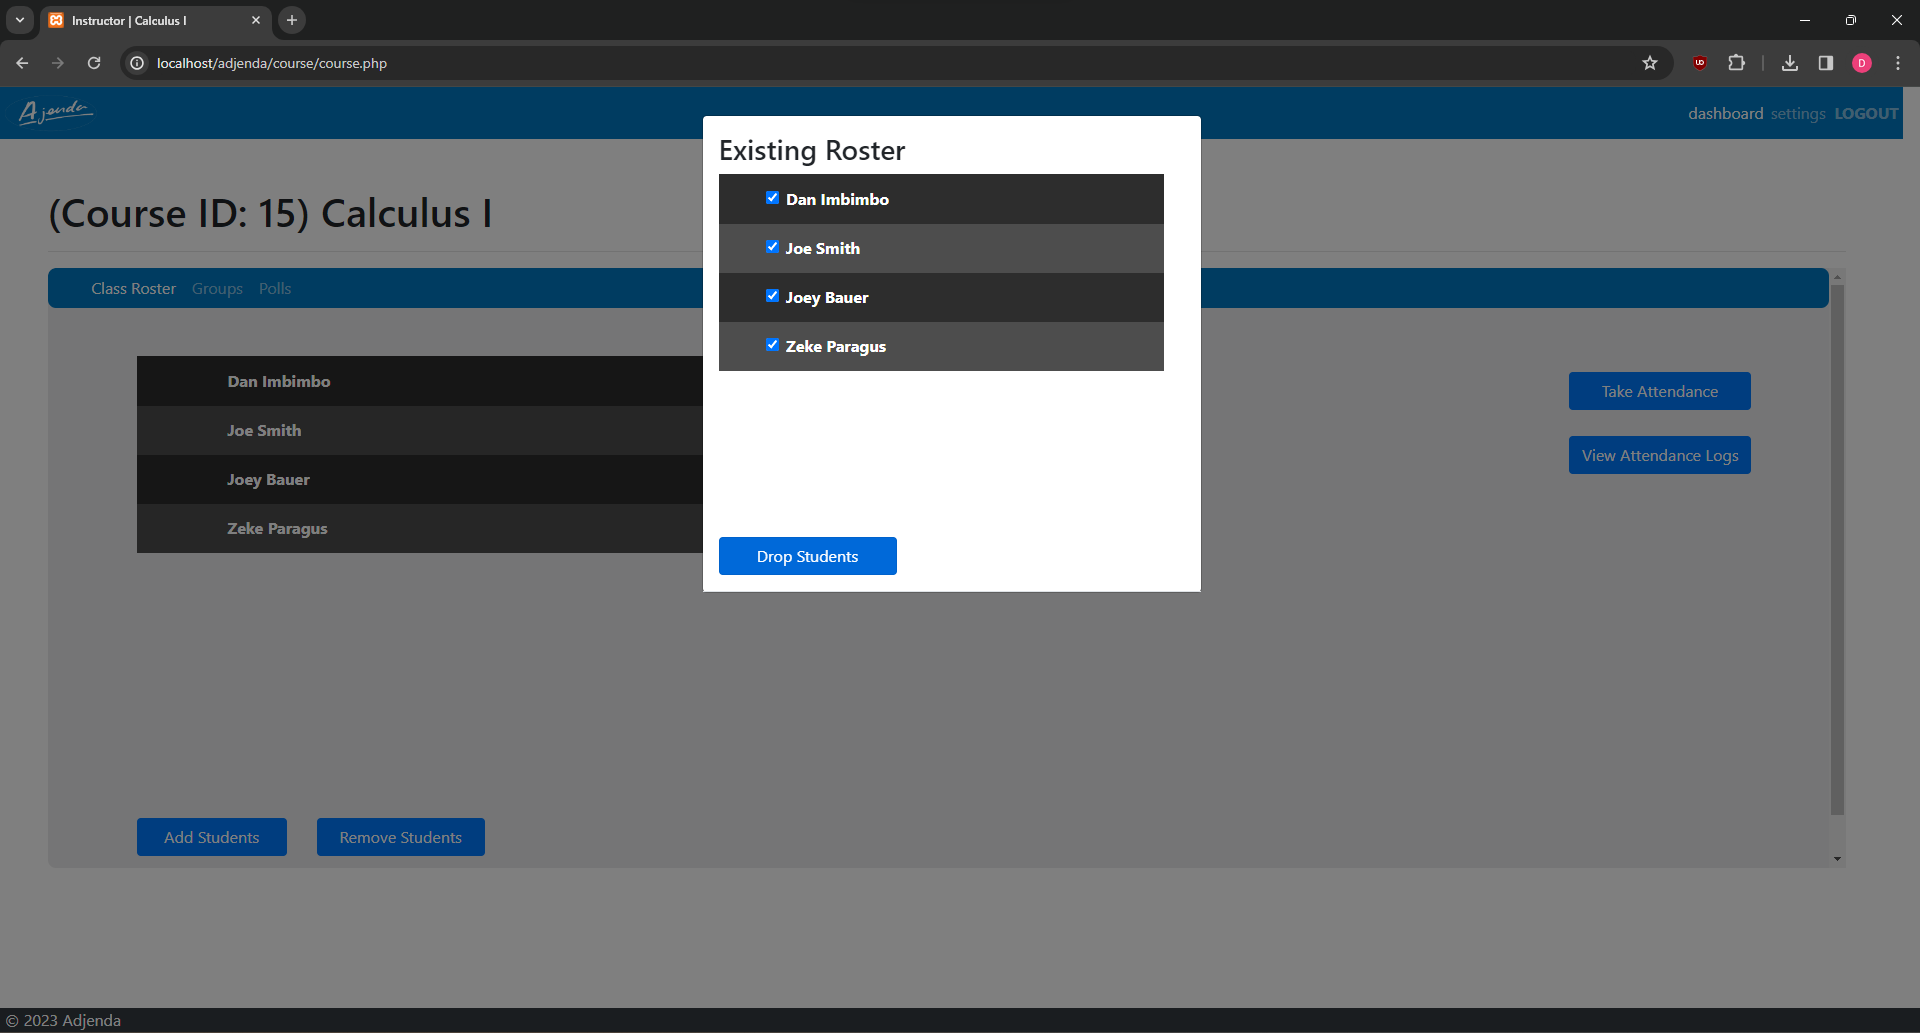 Instructor | Calculus I
localhost/adjenda/course/course.php
D
Ajenda
dashboard settings LOGOUT
(Course ID: 15) Calculus I
Class Roster Groups Polls
Dan Imbimbo
Joe Smith
Joey Bauer
Zeke Paragus
Existing Roster
Dan Imbimbo
Joe Smith
Joey Bauer
Zeke Paragus
Drop Students
Take Attendance
View Attendance Logs
Add Students Remove Students
© 2023 Adjenda